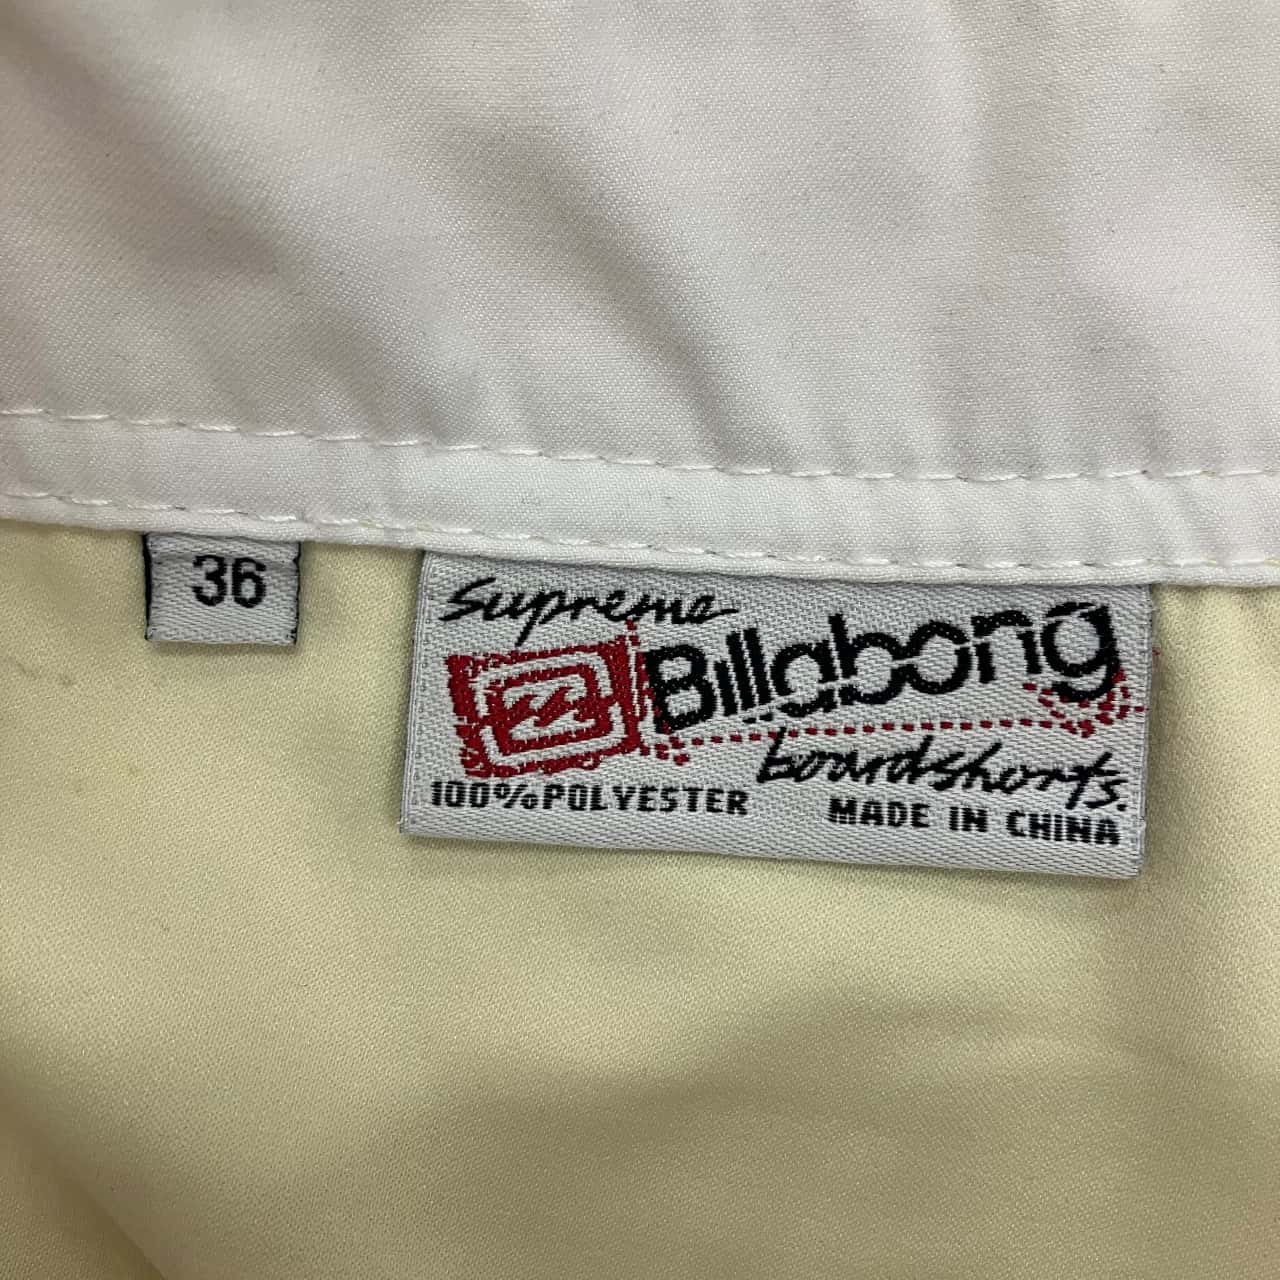 36
Supreme
Billabong
boardshorts.
100% POLYESTER
MADE IN CHINA